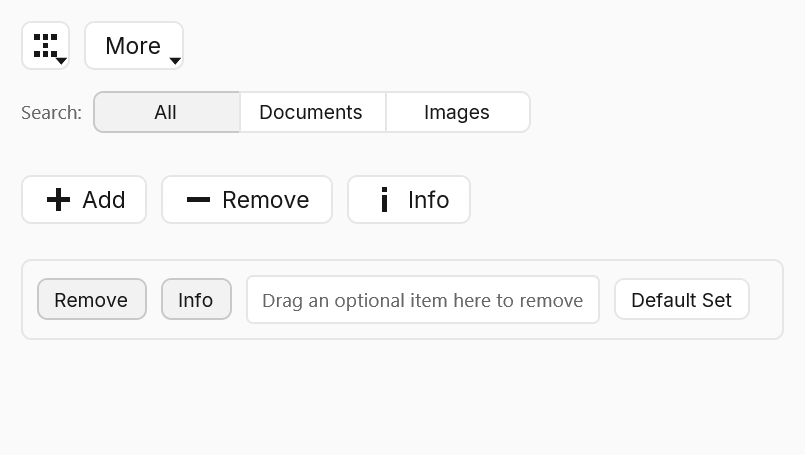 More
Search: All Documents Images
Add Remove Info
Remove Info Drag an optional item here to remove Default Set